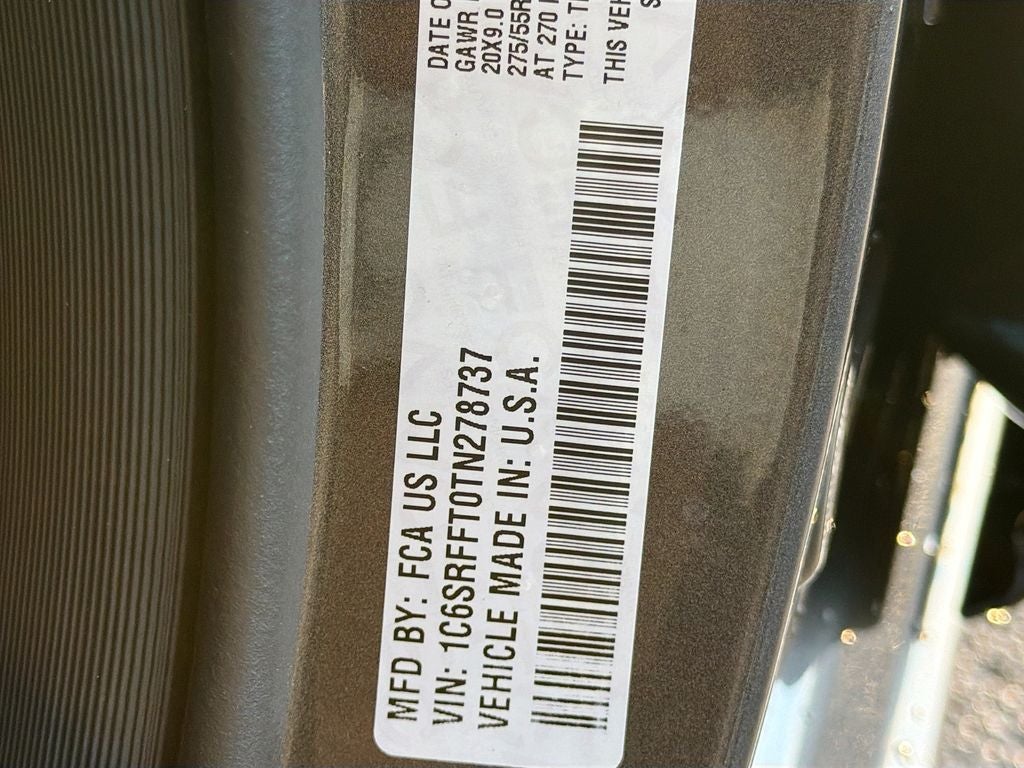 MFD BY: FCA US LLC
VIN: 1C6SRFFT0TN278737
VEHICLE MADE IN: U.S.A.
DATE O
GAWR
20X9.0
275/55R
AT 270
TYPE: T
THIS VEH
S